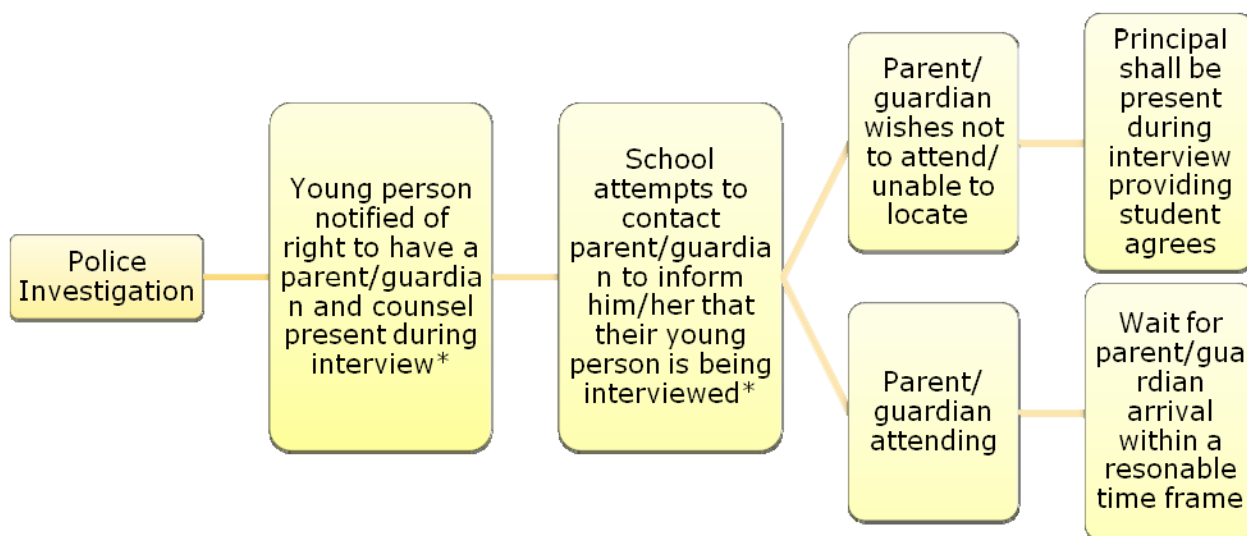 Police
Investigation
Young person
notified of
right to have a
parent/guardia
n and counsel
present during
interview*
School
attempts to
contact
parent/guardia
n to inform
him/her that
their young
person is being
interviewed*
Parent/
guardian
wishes not
to attend/
unable to
locate
Principal
shall be
present
during
interview
providing
student
agrees
Parent/
guardian
attending
Wait for
parent/gua
rdian
arrival
within a
resonable
time frame